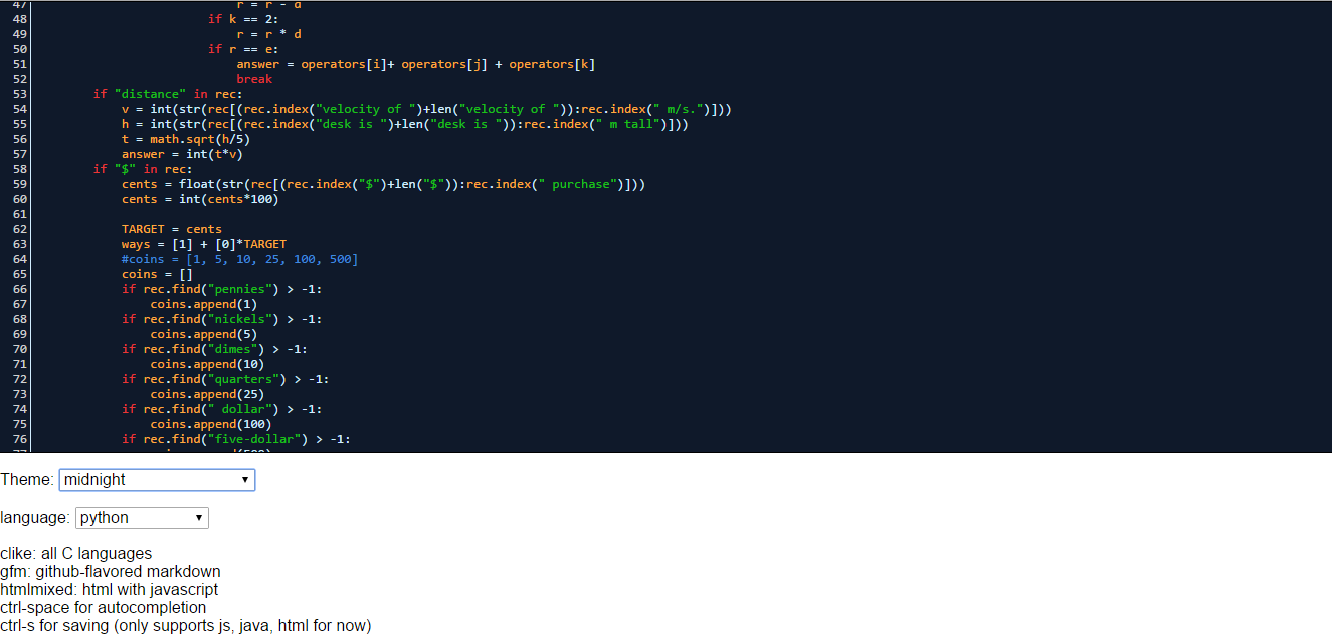 47 r = r - d
48 if k == 2:
49 r = r * d
50 if r == e:
51 answer = operators[i]+ operators[j] + operators[k]
52 break
53 if "distance" in rec:
54 v = int(str(rec[(rec.index("velocity of ")+len("velocity of ")):rec.index(" m/s.")]))
55 h = int(str(rec[(rec.index("desk is ")+len("desk is ")):rec.index(" m tall")]))
56 t = math.sqrt(h/5)
57 answer = int(t*v)
58 if "$" in rec:
59 cents = float(str(rec[(rec.index("$")+len("$")):rec.index(" purchase")]))
60 cents = int(cents*100)
61
62 TARGET = cents
63 ways = [1] + [0]*TARGET
64 #coins = [1, 5, 10, 25, 100, 500]
65 coins = []
66 if rec.find("pennies") > -1:
67 coins.append(1)
68 if rec.find("nickels") > -1:
69 coins.append(5)
70 if rec.find("dimes") > -1:
71 coins.append(10)
72 if rec.find("quarters") > -1:
73 coins.append(25)
74 if rec.find(" dollar") > -1:
75 coins.append(100)
76 if rec.find("five-dollar") > -1:
Theme: midnight
language: python
clike: all C languages
gfm: github-flavored markdown
htmlmixed: html with javascript
ctrl-space for autocompletion
ctrl-s for saving (only supports js, java, html for now)